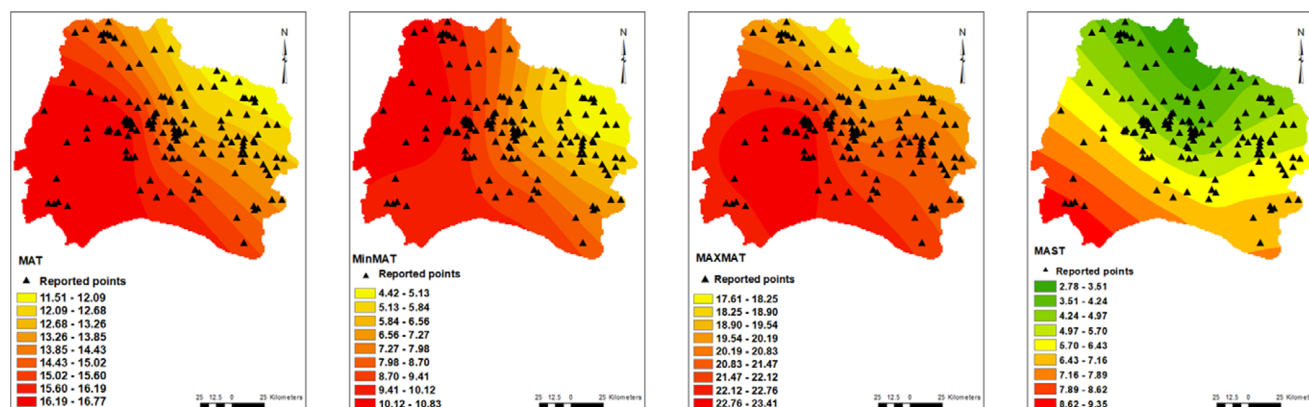 N
MAT
Reported points
11.51 - 12.09
12.09 - 12.68
12.68 - 13.26
13.26 - 13.85
13.85 - 14.43
14.43 - 15.02
15.02 - 15.60
15.60 - 16.19
16.19 - 16.77
25 12.5 0 25 Kilometers
MinMAT
Reported points
4.42 - 5.13
5.13 - 5.84
5.84 - 6.56
6.56 - 7.27
7.27 - 7.98
7.98 - 8.70
8.70 - 9.41
9.41 - 10.12
10.12 - 10.83
25 12.5 0 25 Kilometers
N
MAXMAT
Reported points
17.61 - 18.25
18.25 - 18.90
18.90 - 19.54
19.54 - 20.19
20.19 - 20.83
20.83 - 21.47
21.47 - 22.12
22.12 - 22.76
22.76 - 23.41
25 12.5 0 25 Kilometers
N
MAST
Reported points
2.78 - 3.51
3.51 - 4.24
4.24 - 4.97
4.97 - 5.70
5.70 - 6.43
6.43 - 7.16
7.16 - 7.89
7.89 - 8.62
8.62 - 9.35
25 12.5 0 25 Kilometers
N